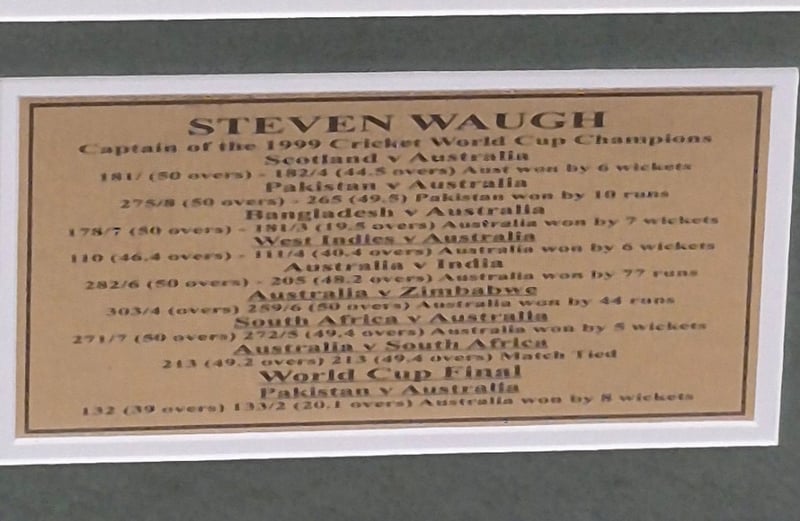 STEVEN WAUGH
Captain of the 1999 Cricket World Cup Champions
Scotland v Australia
181/ (50 overs) - 182/4 (44.5 overs) Aust won by 6 wickets
Pakistan v Australia
275/8 (50 overs) - 265 (49.5) Pakistan won by 10 runs
Bangladesh v Australia
178/7 (50 overs) - 181/3 (19.5 overs) Australia won by 7 wickets
West Indies v Australia
110 (46.4 overs) - 111/4 (40.4 overs) Australia won by 6 wickets
Australia v India
282/6 (50 overs) - 205 (48.2 overs) Australia won by 77 runs
Australia v Zimbabwe
303/4 (overs) 259/6 (50 overs) Australia won by 44 runs
South Africa v Australia
271/7 (50 overs) 272/5 (49.4 overs) Australia won by 5 wickets
Australia v South Africa
213 (49.2 overs) 213 (49.4 overs) Match Tied
World Cup Final
Pakistan v Australia
132 (39 overs) 133/2 (20.1 overs) Australia won by 8 wickets